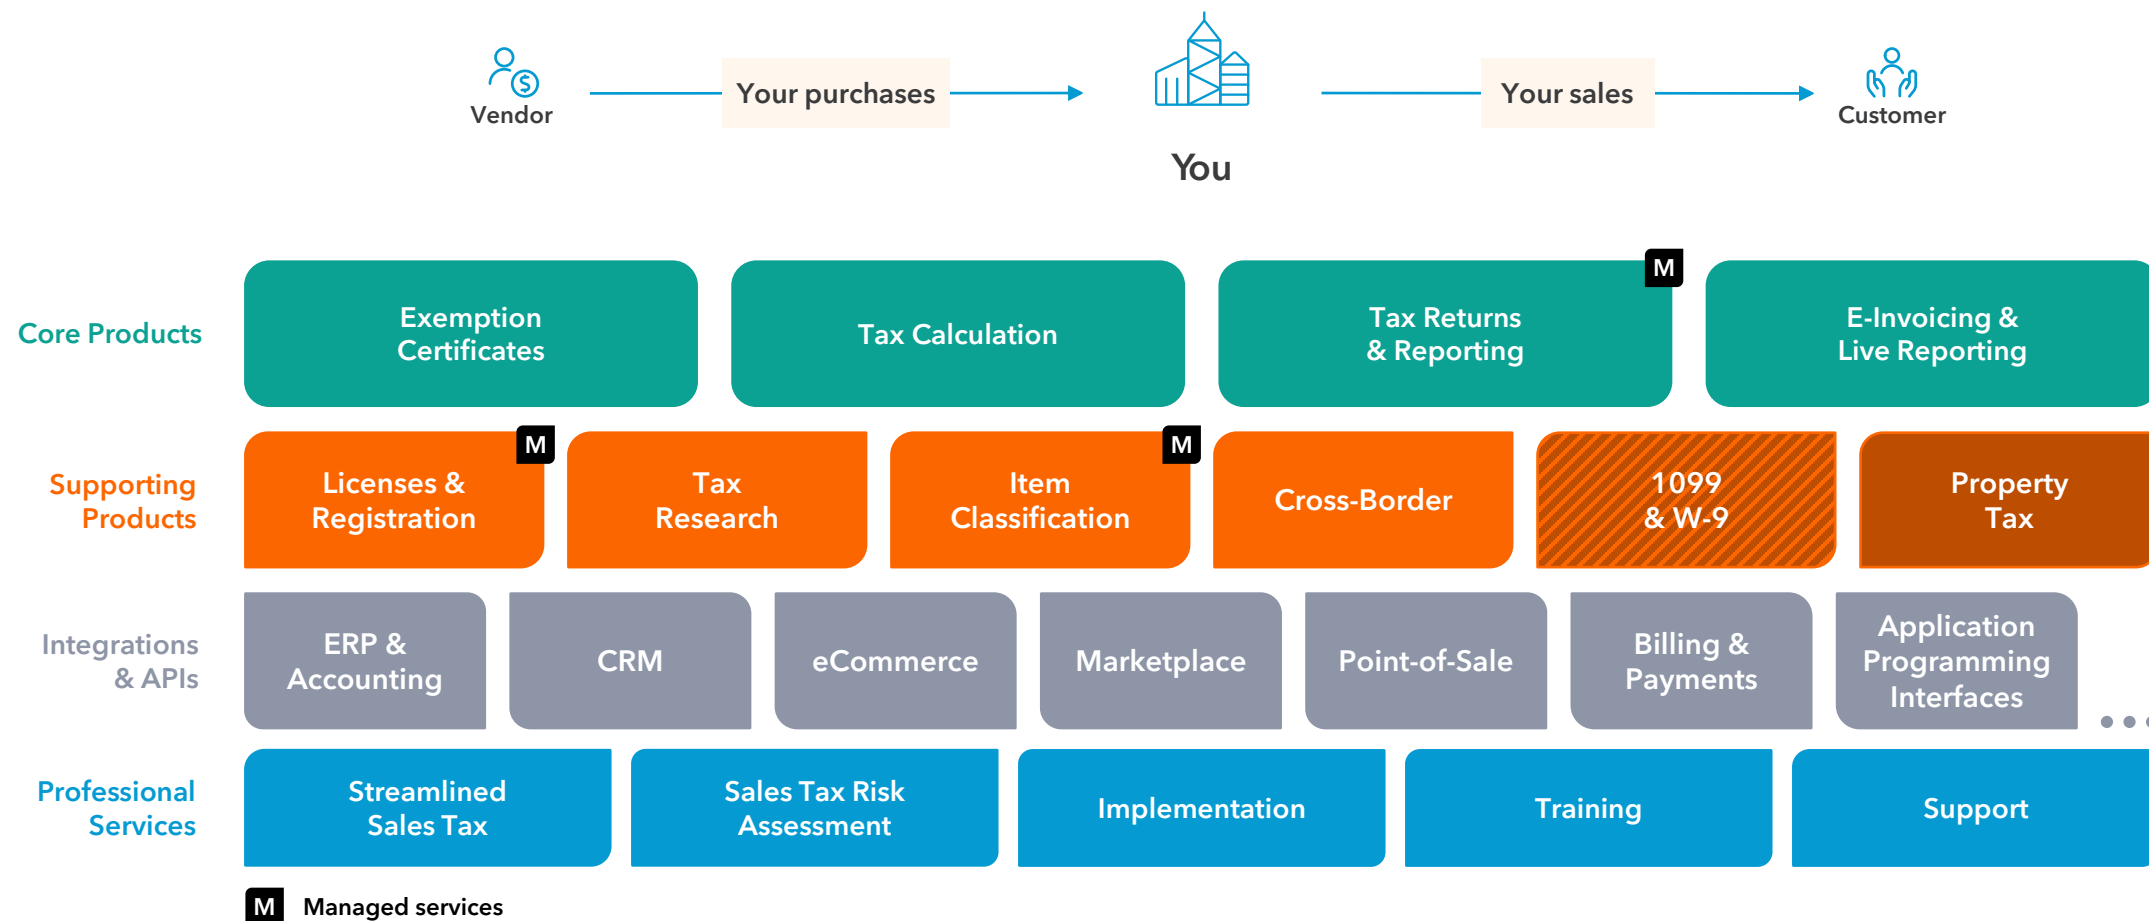 Vendor
Your purchases
You
Your sales
Customer
Core Products
Exemption
Certificates
Tax Calculation
M
Tax Returns
& Reporting
E-Invoicing &
Live Reporting
Supporting
Products
M
Licenses &
Registration
Tax
Research
M
Item
Classification
Cross-Border
1099
& W-9
Property
Tax
Integrations
& APIs
ERP &
Accounting
CRM
eCommerce
Marketplace
Point-of-Sale
Billing &
Payments
Application
Programming
Interfaces
Professional
Services
Streamlined
Sales Tax
Sales Tax Risk
Assessment
Implementation
Training
Support
M Managed services